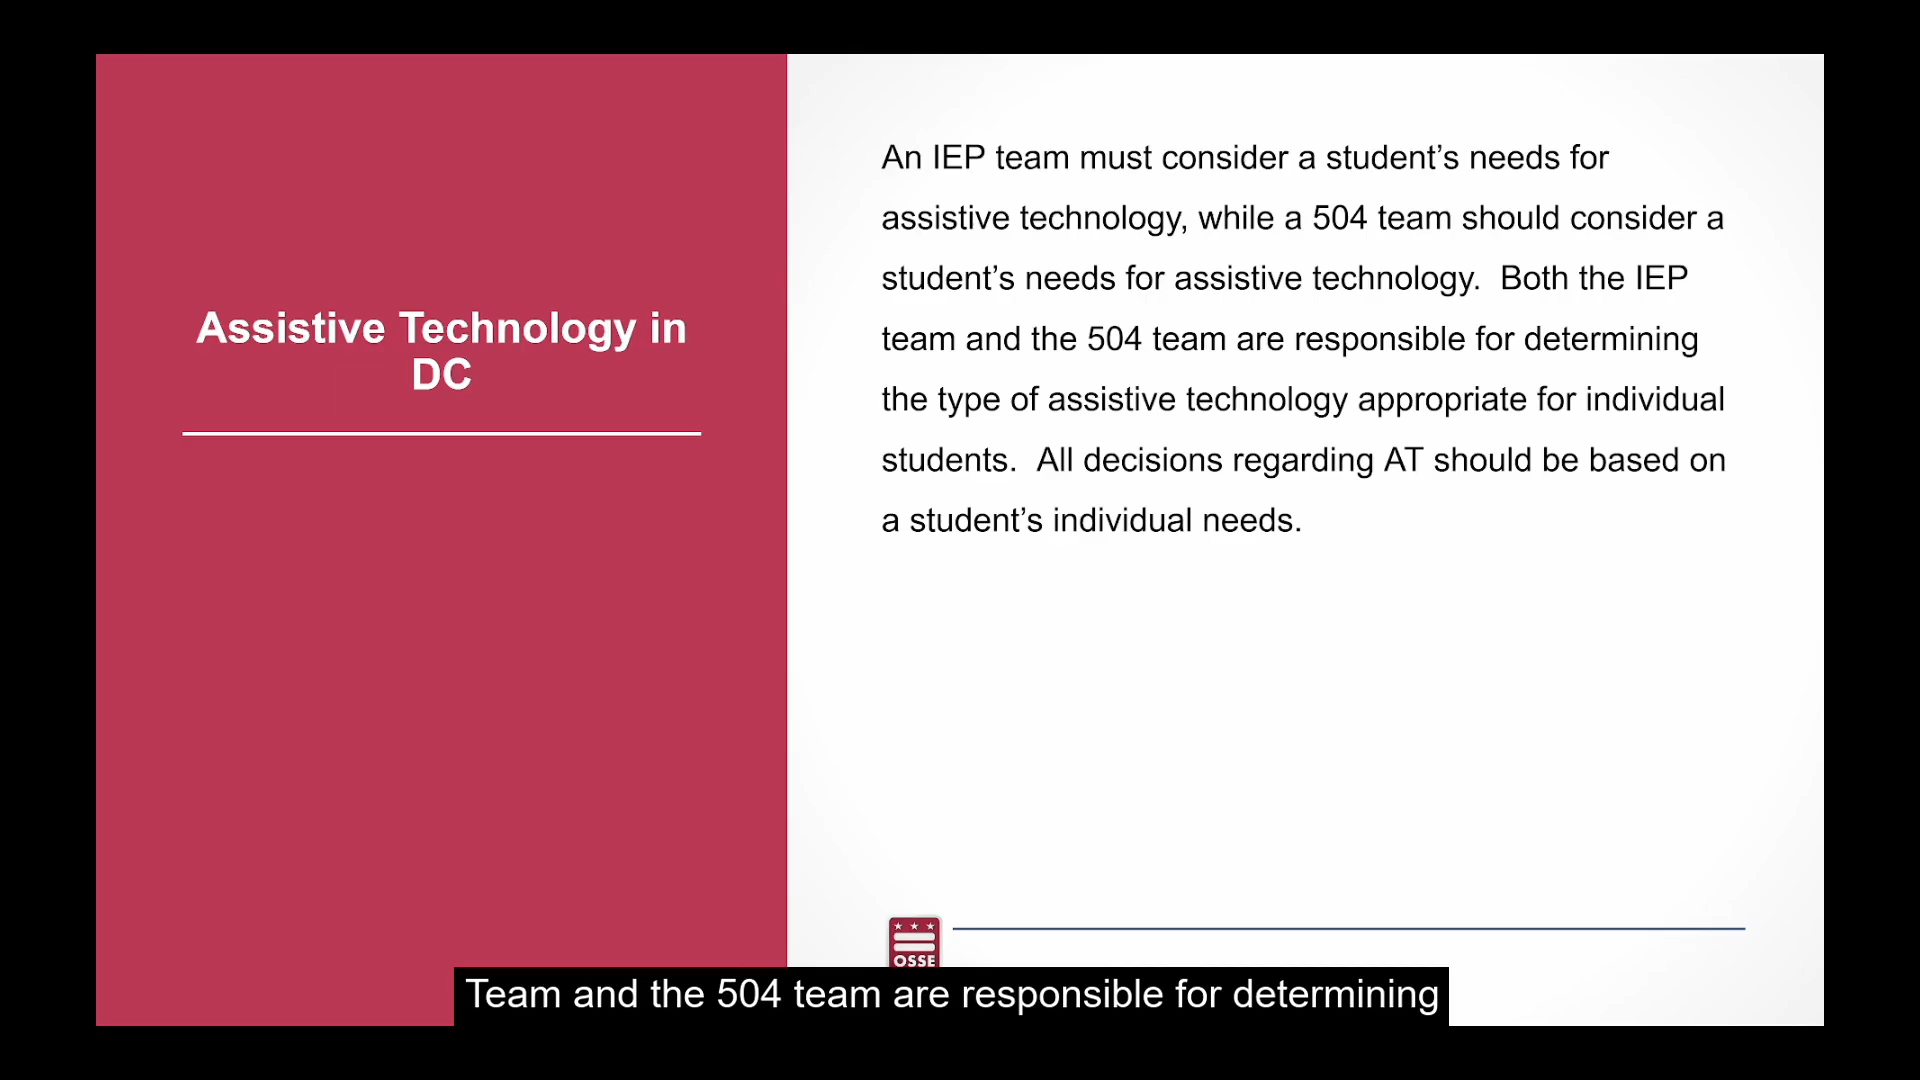 Assistive Technology in
DC
An IEP team must consider a student’s needs for
assistive technology, while a 504 team should consider a
student’s needs for assistive technology.  Both the IEP
team and the 504 team are responsible for determining
the type of assistive technology appropriate for individual
students.  All decisions regarding AT should be based on
a student’s individual needs.
OSSE
Team and the 504 team are responsible for determining